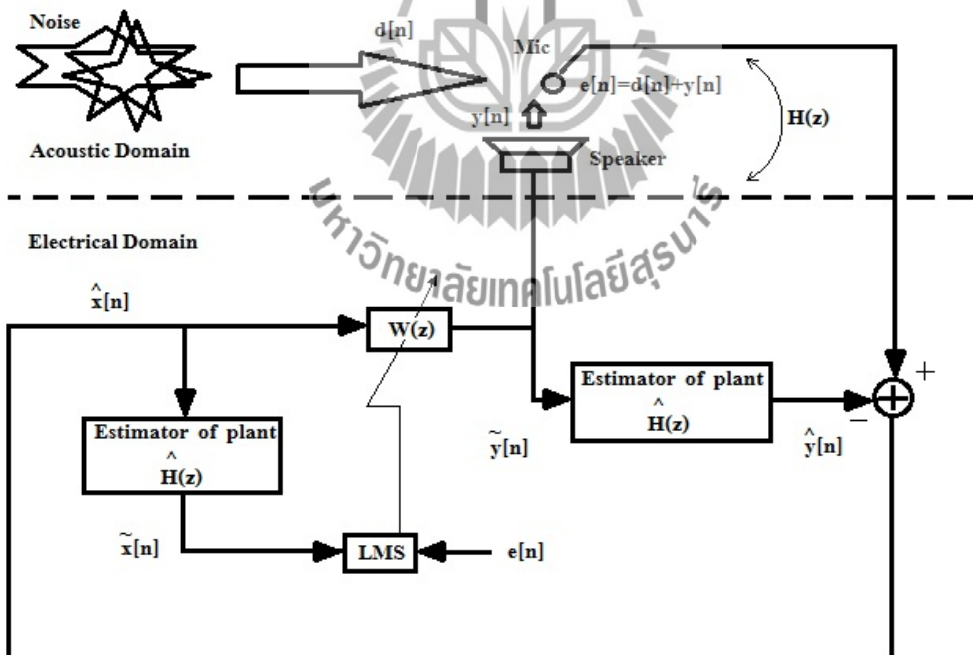 Noise
d[n]
Mic
e[n]=d[n]+y[n]
y[n]
H(z)
Acoustic Domain
Speaker
มหาวิทยาลัยเทคโนโลยีสุรนารี
Electrical Domain
x̂[n]
W(z)
+
Estimator of plant
Ĥ(z)
−
ỹ[n]
ŷ[n]
Estimator of plant
Ĥ(z)
x̃[n]
LMS
e[n]